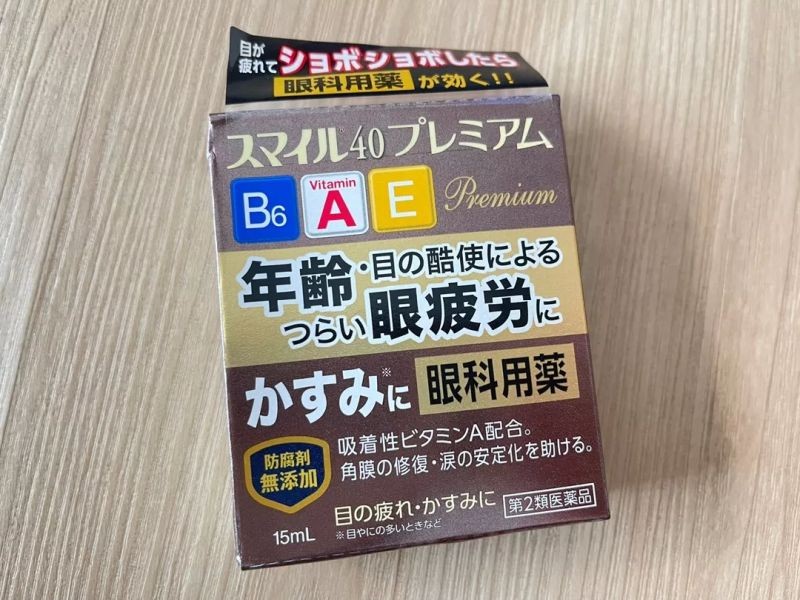 目が
疲れて ショボショボしたら
眼科用薬 が効く!!
スマイル®40 プレミアム
B6 Vitamin A E Premium
年齢・目の酷使による
つらい眼疲労に
かすみ※に 眼科用薬
防腐剤
無添加
吸着性ビタミンA配合。
角膜の修復・涙の安定化を助ける。
15mL
目の疲れ・かすみに
※目やにの多いときなど
第2類医薬品